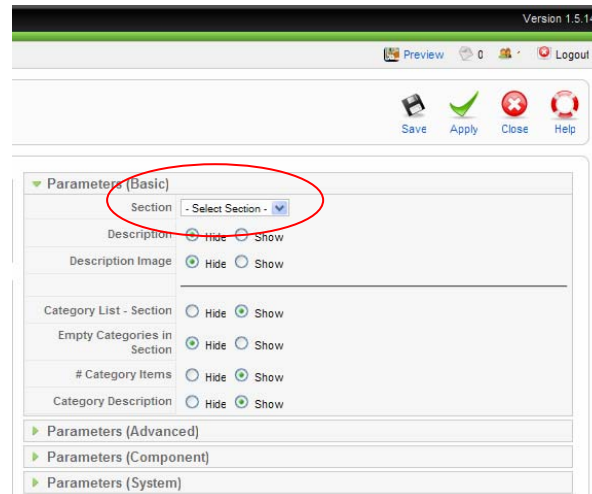 Version 1.5.14
Preview 0 Logout
Save Apply Close Help
Parameters (Basic)
Section - Select Section -
Description Hide Show
Description Image Hide Show
Category List - Section Hide Show
Empty Categories in
Section Hide Show
# Category Items Hide Show
Category Description Hide Show
Parameters (Advanced)
Parameters (Component)
Parameters (System)